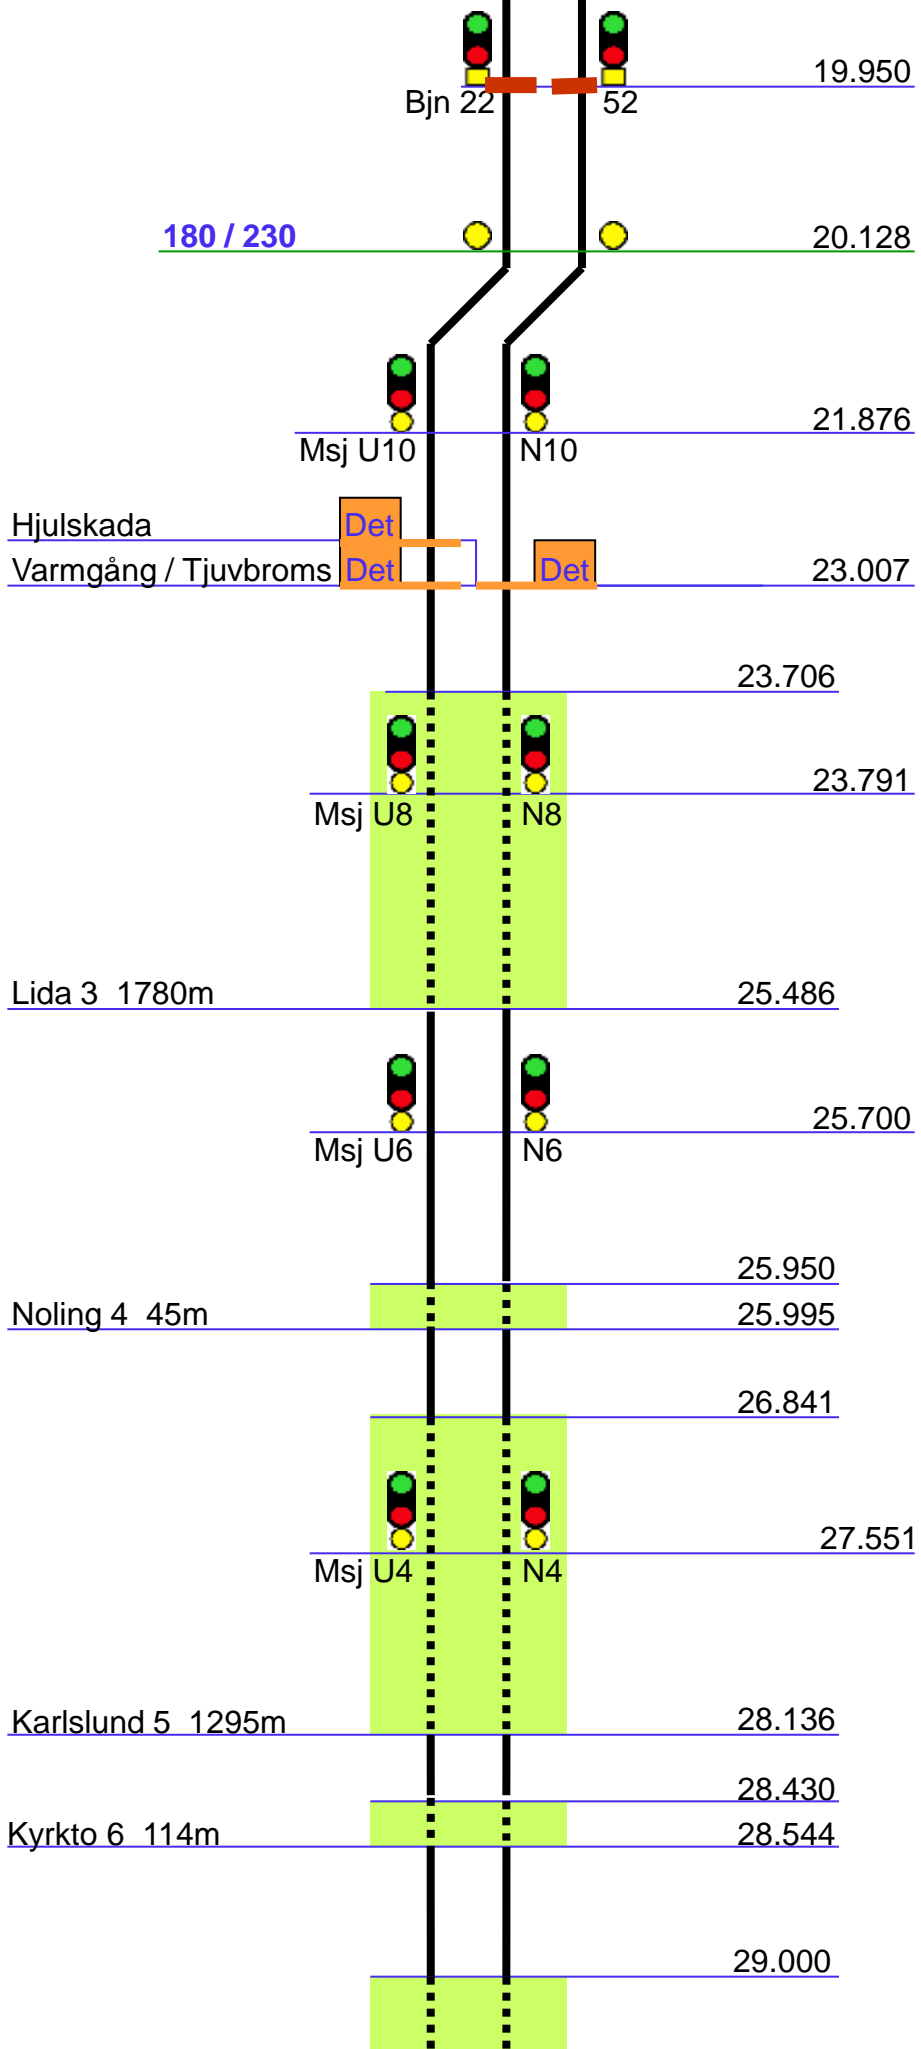 19.950
Bjn 22 52
180 / 230 20.128
21.876
Msj U10 N10
Hjulskada Det
Varmgång / Tjuvbroms Det Det 23.007
23.706
23.791
Msj U8 N8
Lida 3 1780m 25.486
25.700
Msj U6 N6
25.950
Noling 4 45m 25.995
26.841
27.551
Msj U4 N4
Karlslund 5 1295m 28.136
28.430
Kyrkto 6 114m 28.544
29.000